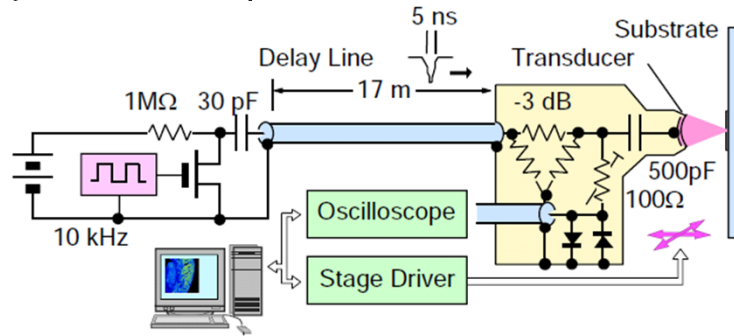 5 ns
Substrate
Delay Line
Transducer
17 m
1MΩ
30 pF
-3 dB
500pF
100Ω
Oscilloscope
10 kHz
Stage Driver